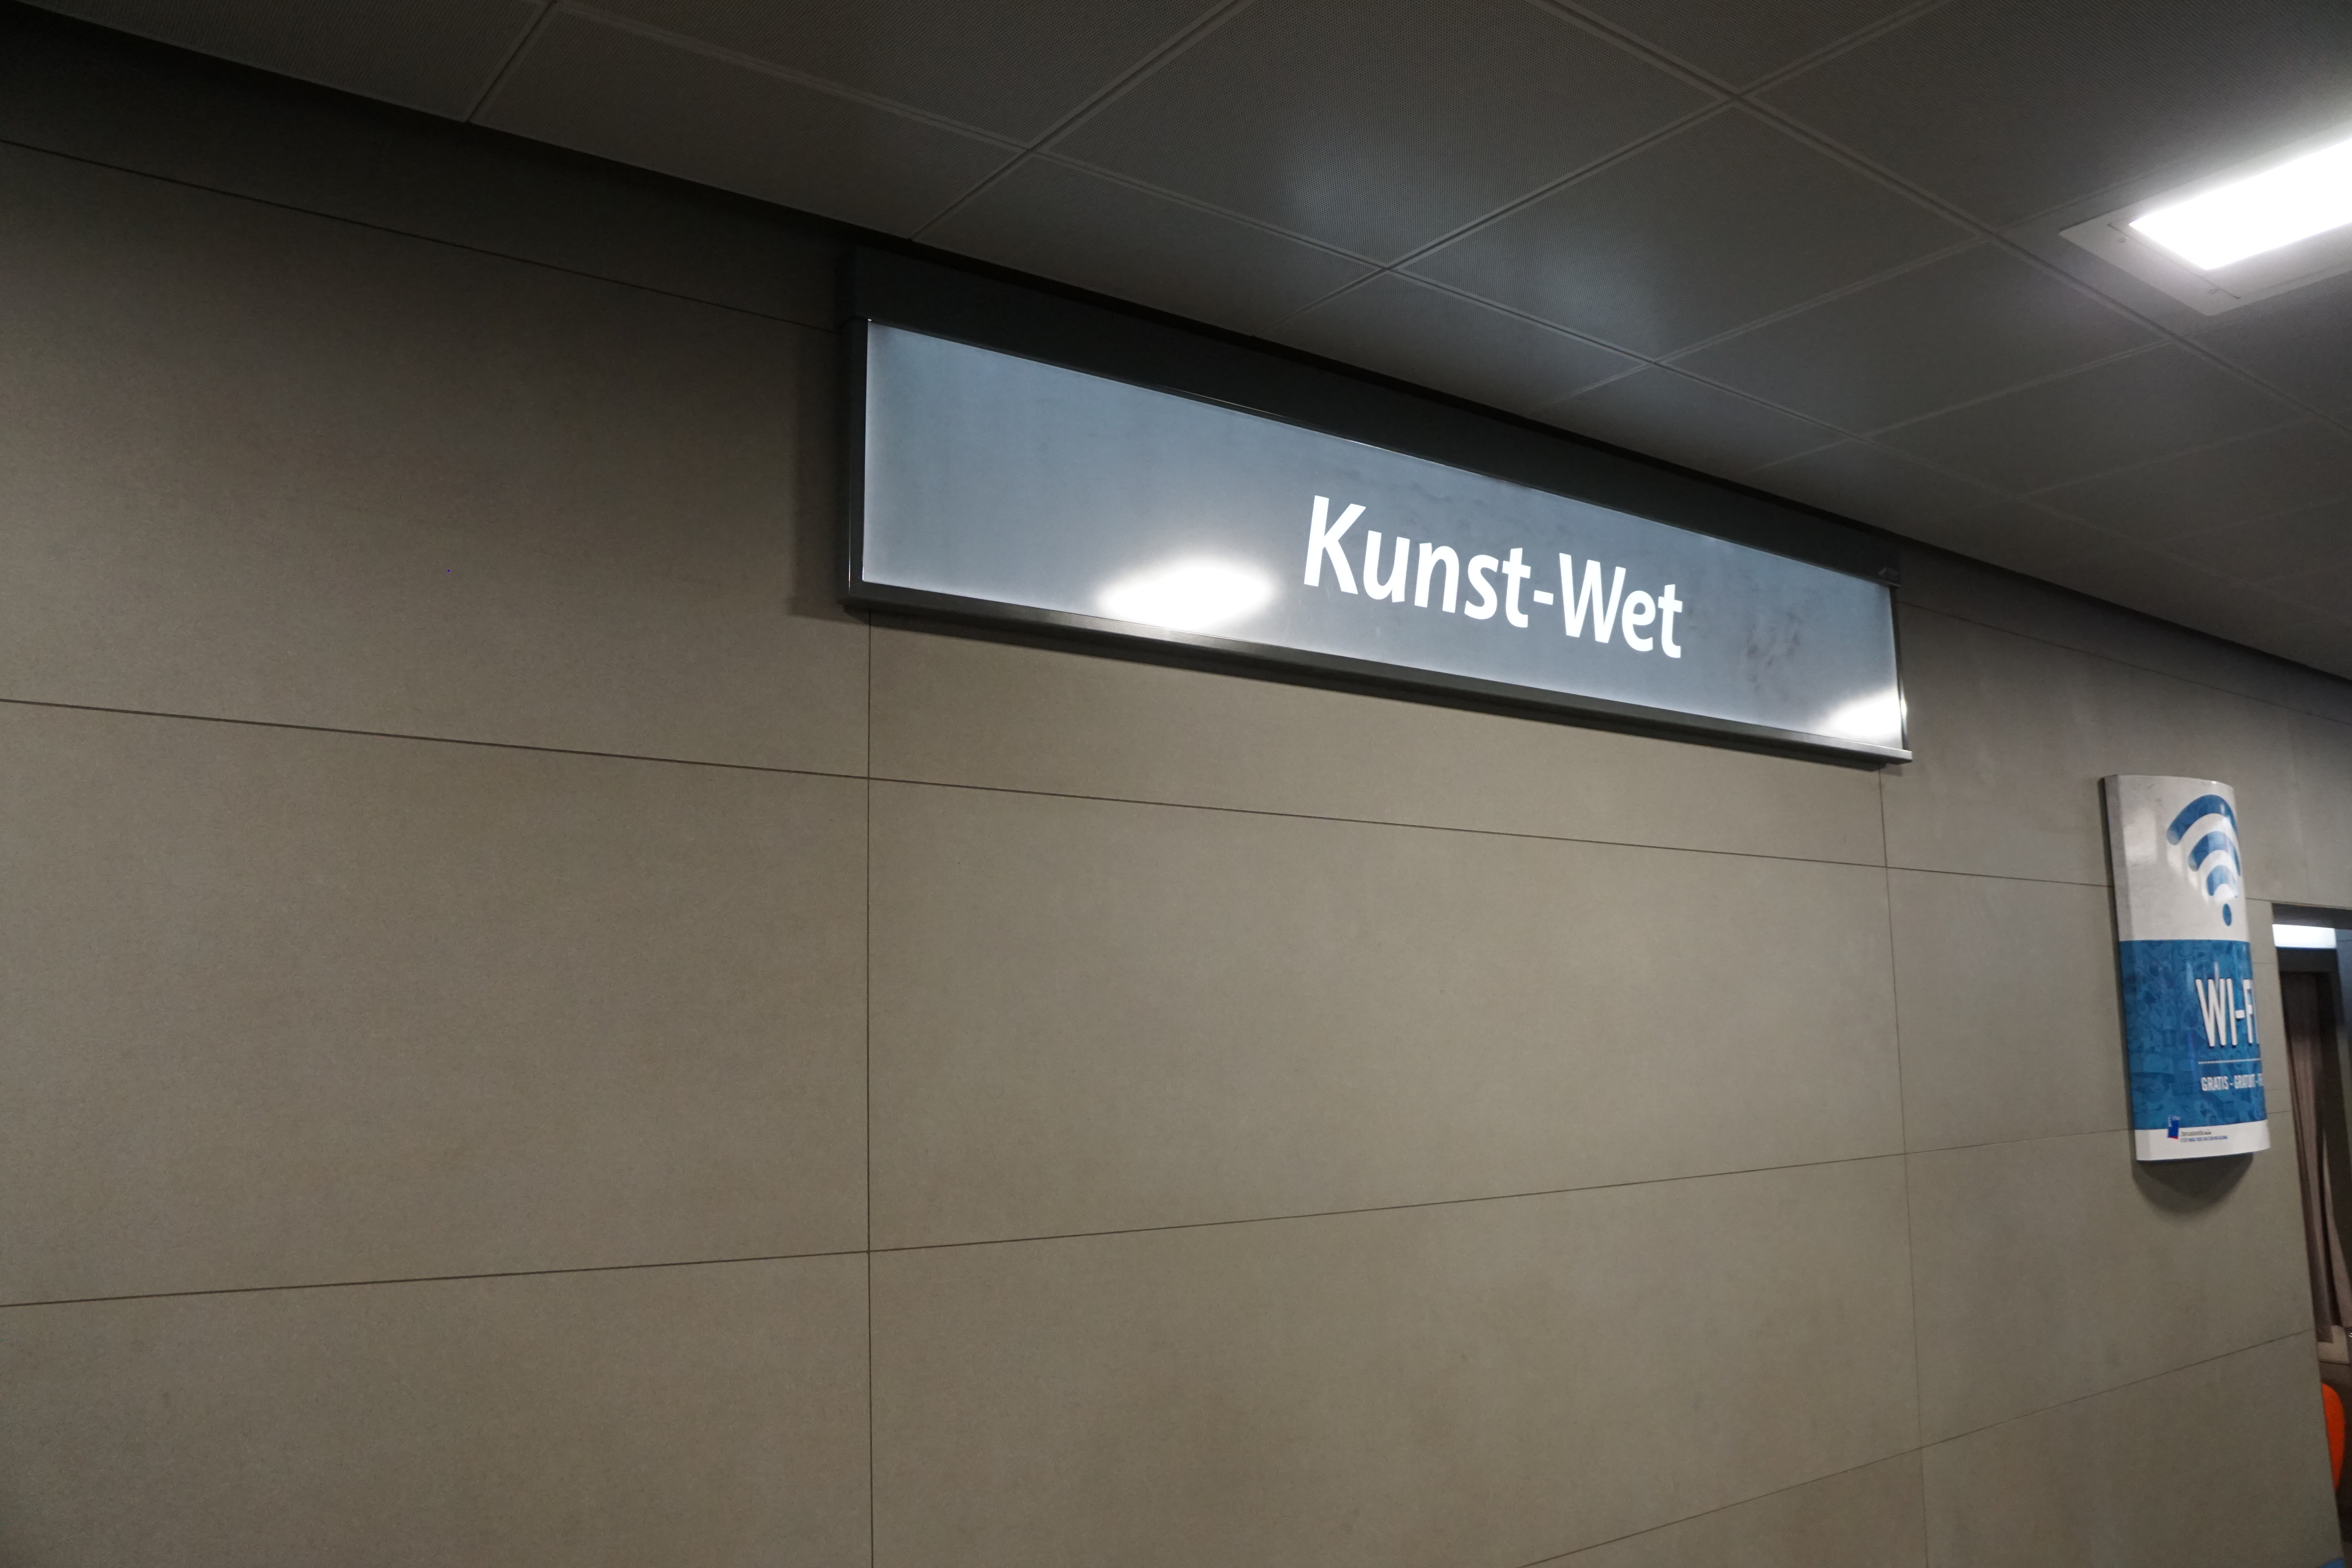 Kunst-Wet
WI-FI
GRATIS - GRATUIT -